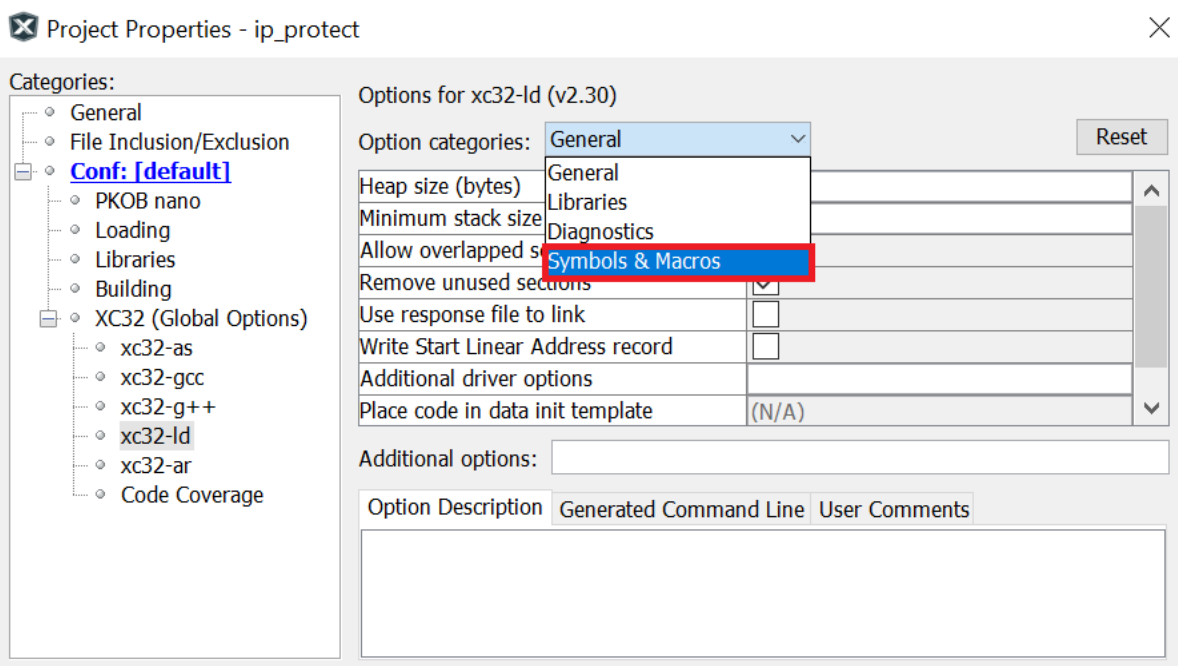 Project Properties - ip_protect
Categories:
General
File Inclusion/Exclusion
Conf: [default]
PKOB nano
Loading
Libraries
Building
XC32 (Global Options)
xc32-as
xc32-gcc
xc32-g++
xc32-ld
xc32-ar
Code Coverage
Options for xc32-ld (v2.30)
Option categories: General
Reset
General
Libraries
Diagnostics
Symbols & Macros
Heap size (bytes)
Minimum stack size
Allow overlapped
Remove unused sections
Use response file to link
Write Start Linear Address record
Additional driver options
Place code in data init template (N/A)
Additional options:
Option Description Generated Command Line User Comments